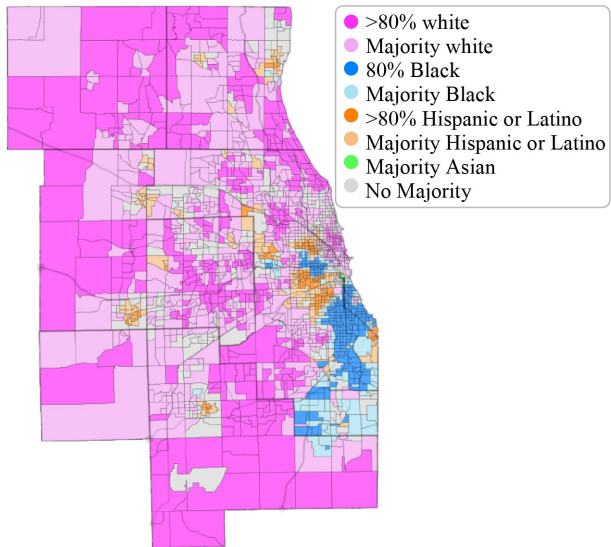 >80% white
Majority white
80% Black
Majority Black
>80% Hispanic or Latino
Majority Hispanic or Latino
Majority Asian
No Majority